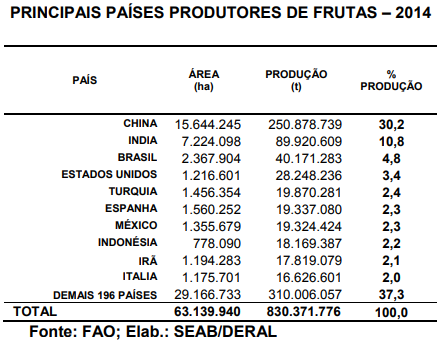 PRINCIPAIS PAÍSES PRODUTORES DE FRUTAS – 2014
PAÍS ÁREA (ha) PRODUÇÃO (t) % PRODUÇÃO
CHINA 15.644.245 250.878.739 30,2
INDIA 7.224.098 89.920.609 10,8
BRASIL 2.367.904 40.171.283 4,8
ESTADOS UNIDOS 1.216.601 28.248.236 3,4
TURQUIA 1.456.354 19.870.281 2,4
ESPANHA 1.560.252 19.337.080 2,3
MÉXICO 1.355.679 19.324.424 2,3
INDONÉSIA 778.090 18.169.387 2,2
IRÃ 1.194.283 17.819.079 2,1
ITALIA 1.175.701 16.626.601 2,0
DEMAIS 196 PAÍSES 29.166.733 310.006.057 37,3
TOTAL 63.139.940 830.371.776 100,0
Fonte: FAO; Elab.: SEAB/DERAL